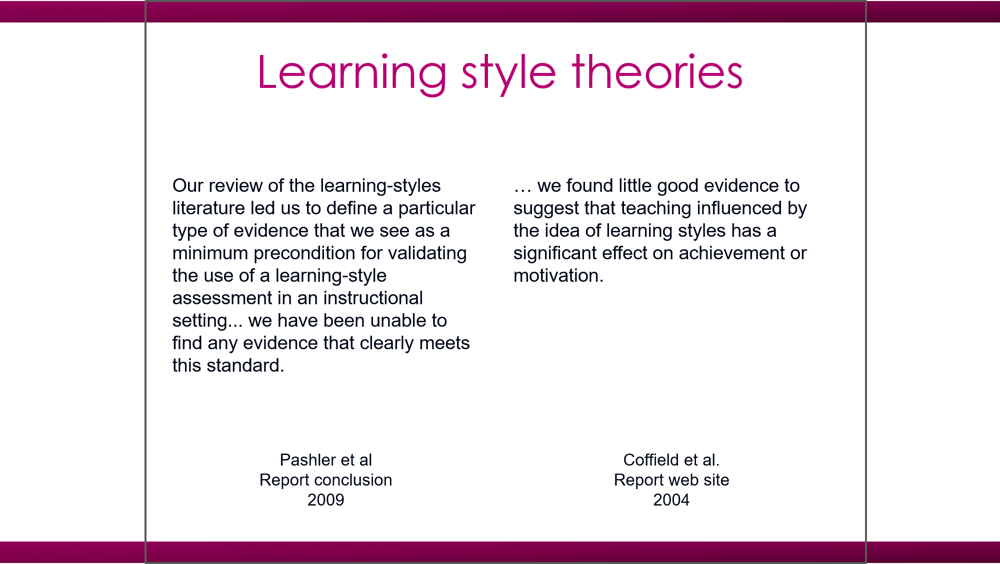 Learning style theories
Our review of the learning-styles
literature led us to define a particular
type of evidence that we see as a
minimum precondition for validating
the use of a learning-style
assessment in an instructional
setting... we have been unable to
find any evidence that clearly meets
this standard.
Pashler et al
Report conclusion
2009
… we found little good evidence to
suggest that teaching influenced by
the idea of learning styles has a
significant effect on achievement or
motivation.
Coffield et al.
Report web site
2004